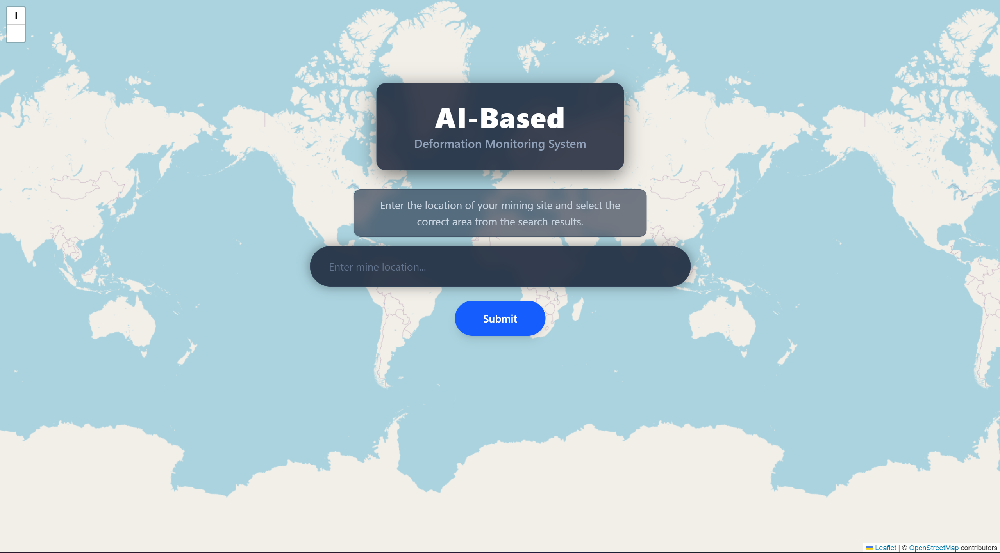 +
−
AI-Based
Deformation Monitoring System
Enter the location of your mining site and select the
correct area from the search results.
Enter mine location...
Submit
Leaflet | © OpenStreetMap contributors